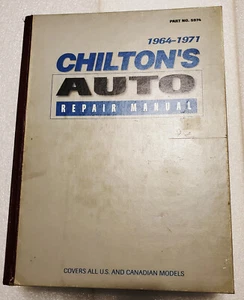 PART NO. 5974
1964-1971
CHILTON'S
AUTO
REPAIR MANUAL
COVERS ALL U.S. AND CANADIAN MODELS